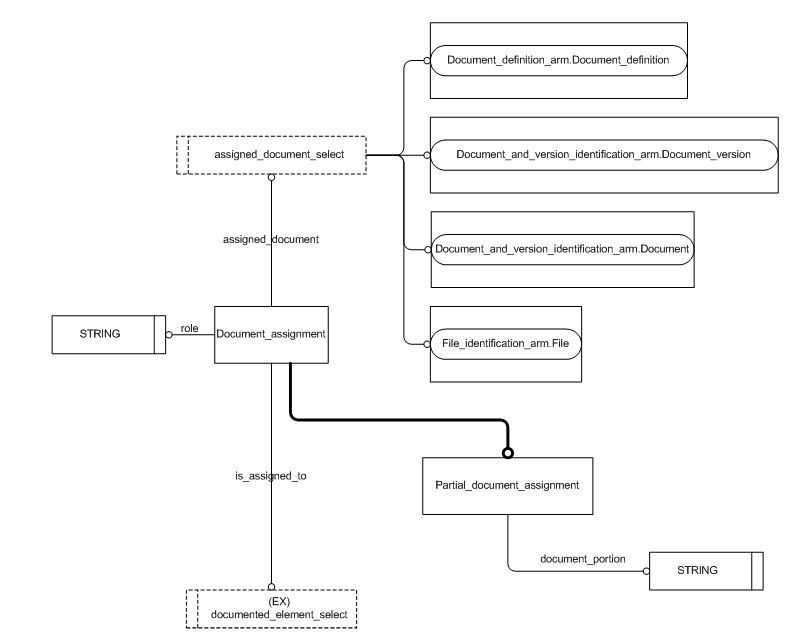 Document_definition_arm.Document_definition
assigned_document_select
Document_and_version_identification_arm.Document_version
assigned_document
Document_and_version_identification_arm.Document
STRING
role
Document_assignment
File_identification_arm.File
is_assigned_to
Partial_document_assignment
document_portion
STRING
(EX)
documented_element_select